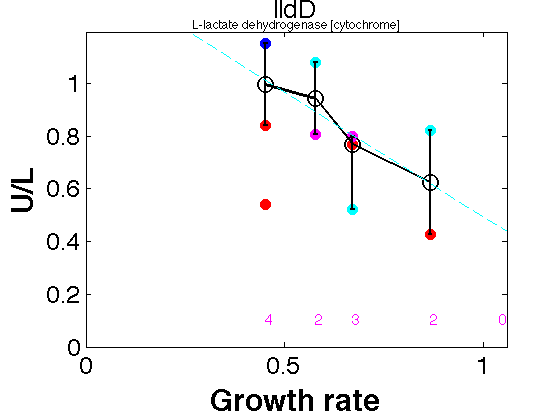 lldD
L-lactate dehydrogenase [cytochrome]
U/L
1
0.8
0.6
0.4
0.2
0
4 2 3 2 0
0 0.5 1
Growth rate